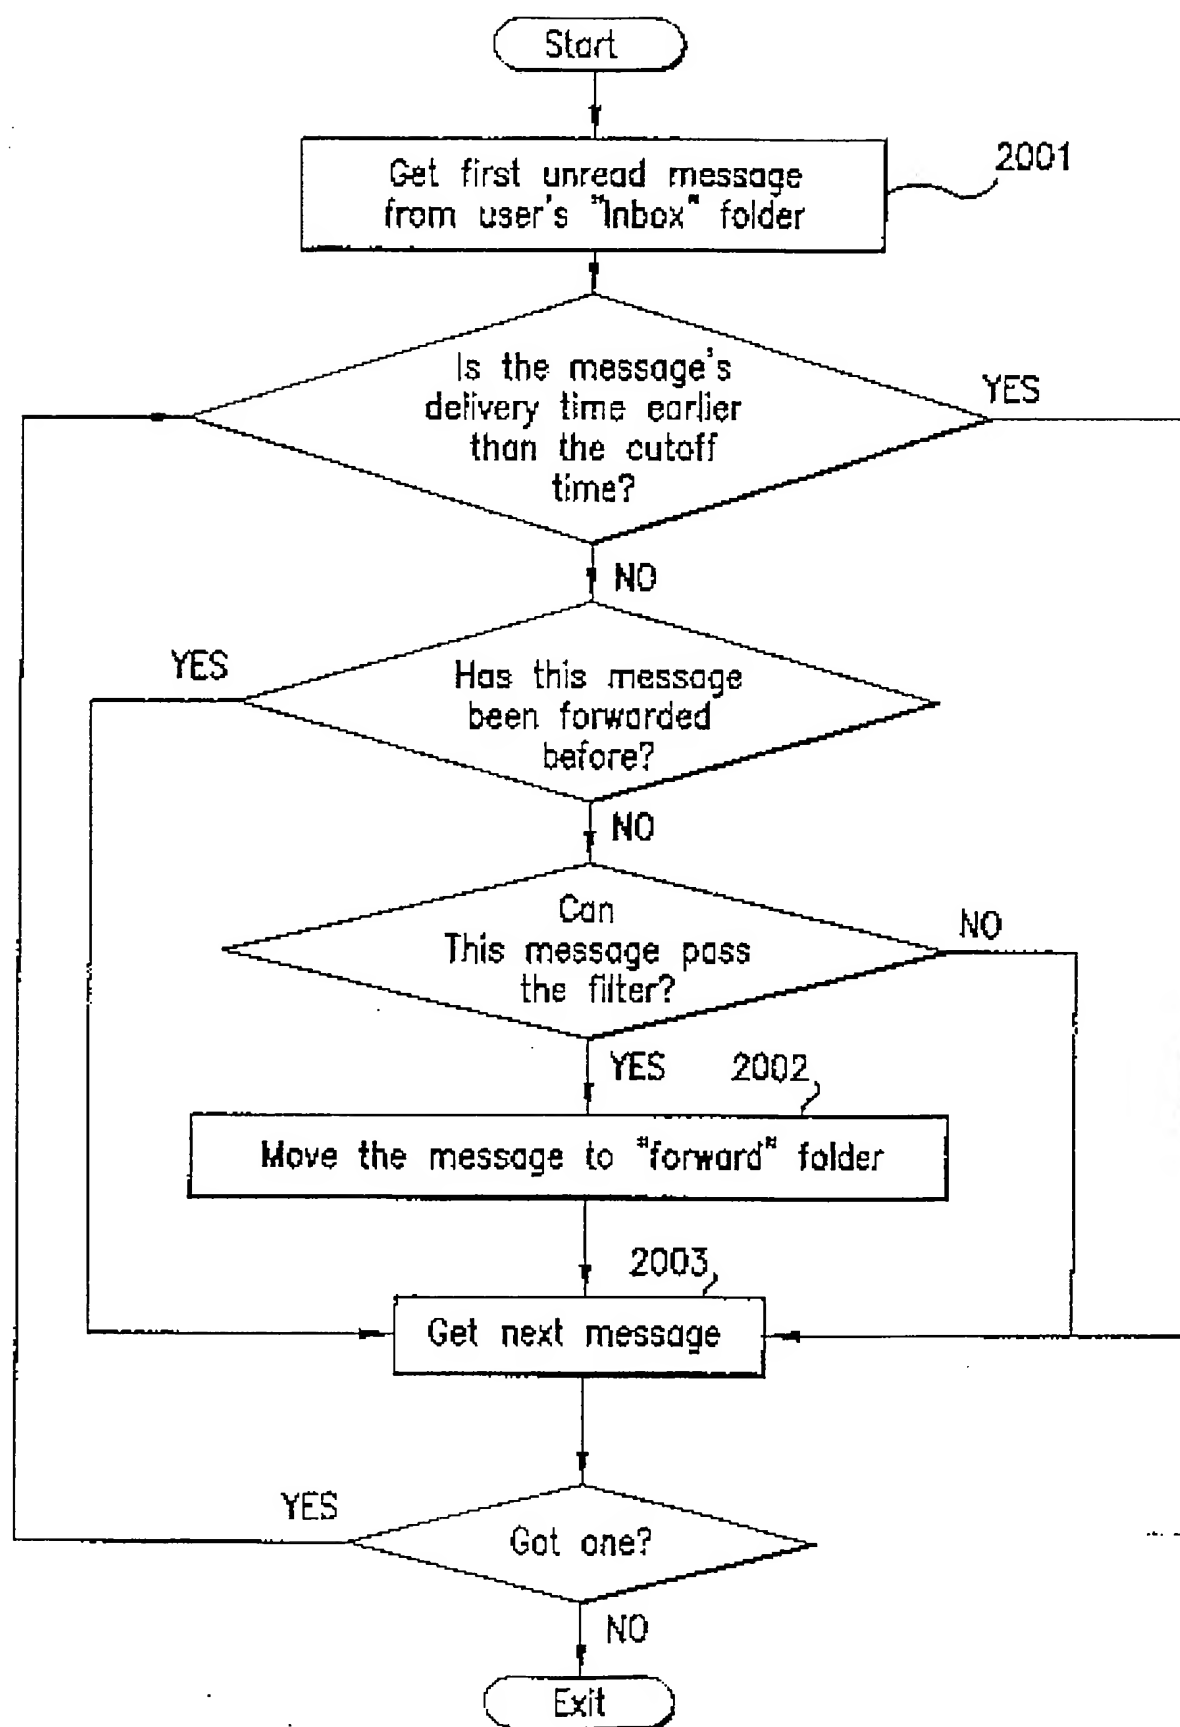 Start
Get first unread message
from user's "Inbox" folder
2001
Is the message's
delivery time earlier
than the cutoff
time?
YES
NO
YES
Has this message
been forwarded
before?
NO
Can
This message pass
the filter?
NO
YES
2002
Move the message to "forward" folder
2003
Get next message
YES
Got one?
NO
Exit